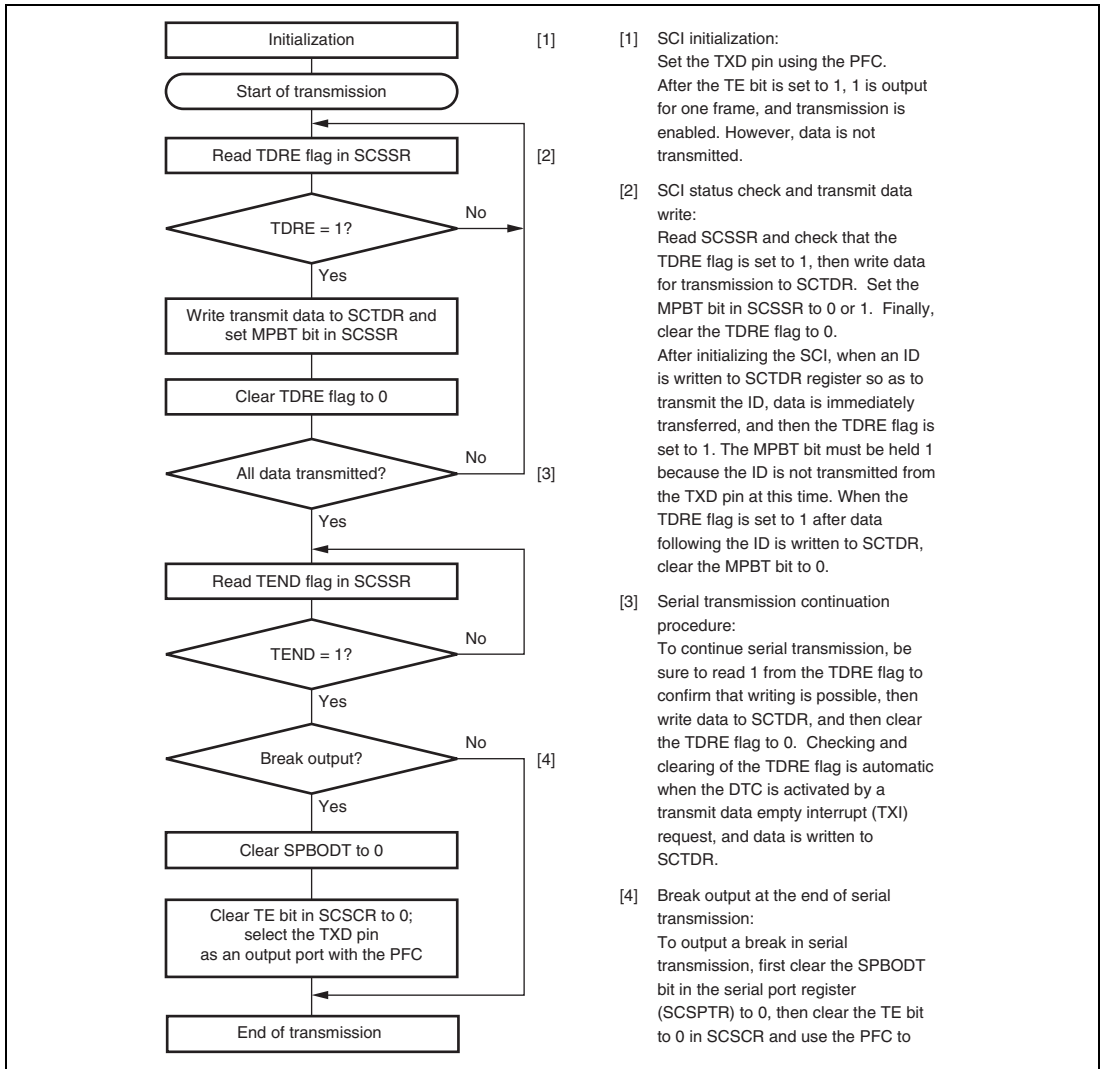 Initialization
[1]
Start of transmission
Read TDRE flag in SCSSR
[2]
TDRE = 1?
No
Yes
Write transmit data to SCTDR and
set MPBT bit in SCSSR
Clear TDRE flag to 0
All data transmitted?
No
[3]
Yes
Read TEND flag in SCSSR
TEND = 1?
No
Yes
Break output?
No
[4]
Yes
Clear SPBODT to 0
Clear TE bit in SCSCR to 0;
select the TXD pin
as an output port with the PFC
End of transmission
[1] SCI initialization:
Set the TXD pin using the PFC.
After the TE bit is set to 1, 1 is output
for one frame, and transmission is
enabled. However, data is not
transmitted.
[2] SCI status check and transmit data
write:
Read SCSSR and check that the
TDRE flag is set to 1, then write data
for transmission to SCTDR. Set the
MPBT bit in SCSSR to 0 or 1. Finally,
clear the TDRE flag to 0.
After initializing the SCI, when an ID
is written to SCTDR register so as to
transmit the ID, data is immediately
transferred, and then the TDRE flag is
set to 1. The MPBT bit must be held 1
because the ID is not transmitted from
the TXD pin at this time. When the
TDRE flag is set to 1 after data
following the ID is written to SCTDR,
clear the MPBT bit to 0.
[3] Serial transmission continuation
procedure:
To continue serial transmission, be
sure to read 1 from the TDRE flag to
confirm that writing is possible, then
write data to SCTDR, and then clear
the TDRE flag to 0. Checking and
clearing of the TDRE flag is automatic
when the DTC is activated by a
transmit data empty interrupt (TXI)
request, and data is written to
SCTDR.
[4] Break output at the end of serial
transmission:
To output a break in serial
transmission, first clear the SPBODT
bit in the serial port register
(SCSPTR) to 0, then clear the TE bit
to 0 in SCSCR and use the PFC to